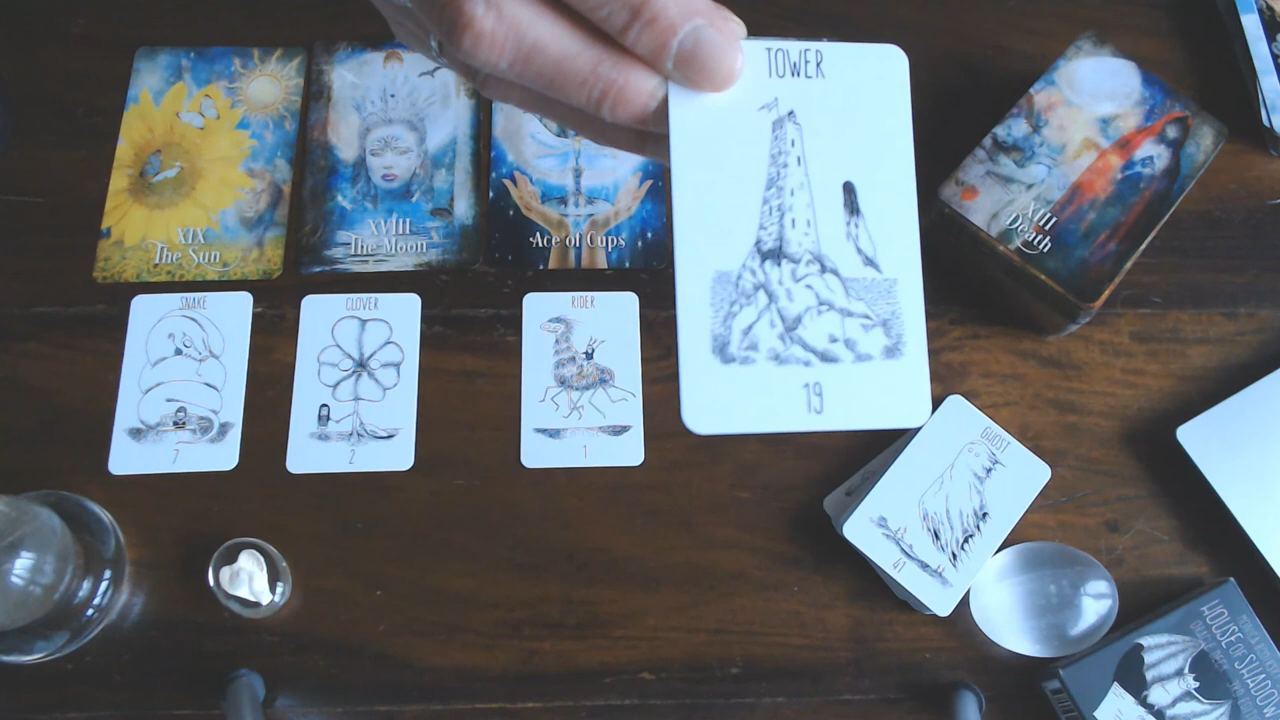 TOWER
19
XIX
The Sun
XVIII
The Moon
Ace of Cups
XIII
Death
SNAKE
7
CLOVER
2
RIDER
1
GHOST
41
HOUSE OF SHADOW